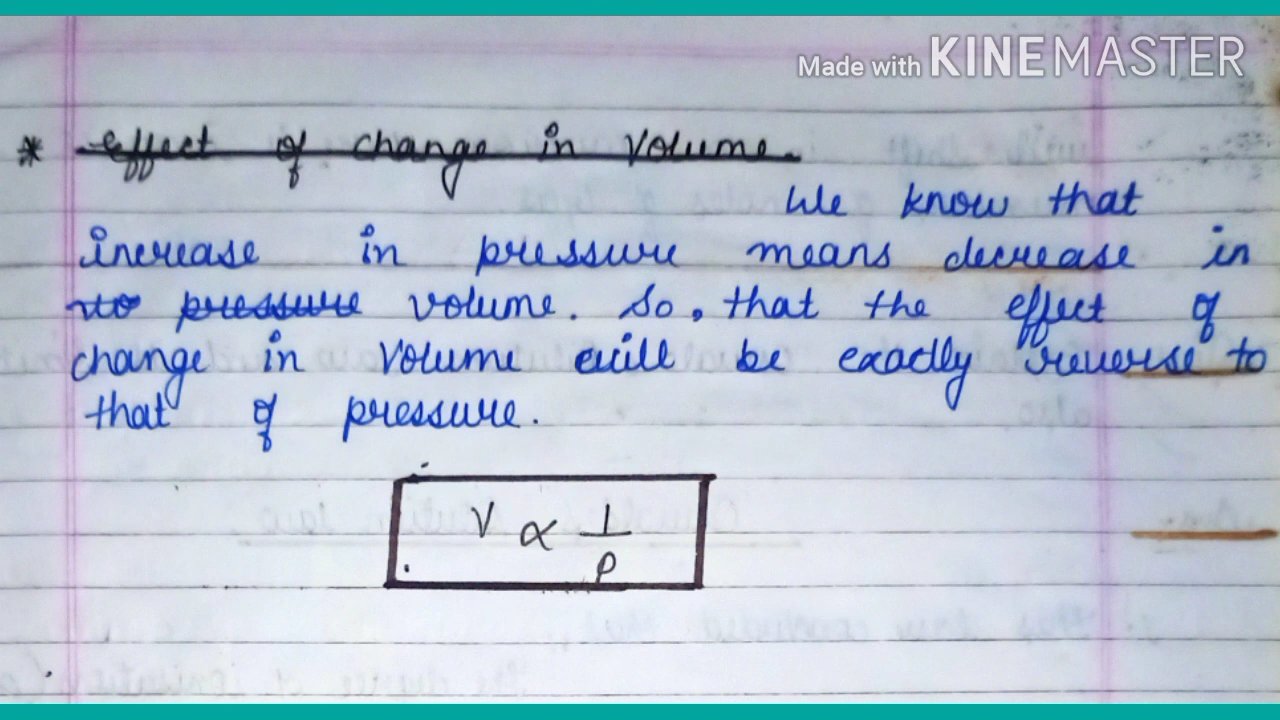 Made with KINEMASTER
* effect of change in Volume.
We know that
increase in pressure means decrease in
vo pressure volume. So, that the effect of
change in Volume will be exactly reverse to
that of pressure.
V ∝ 1/P